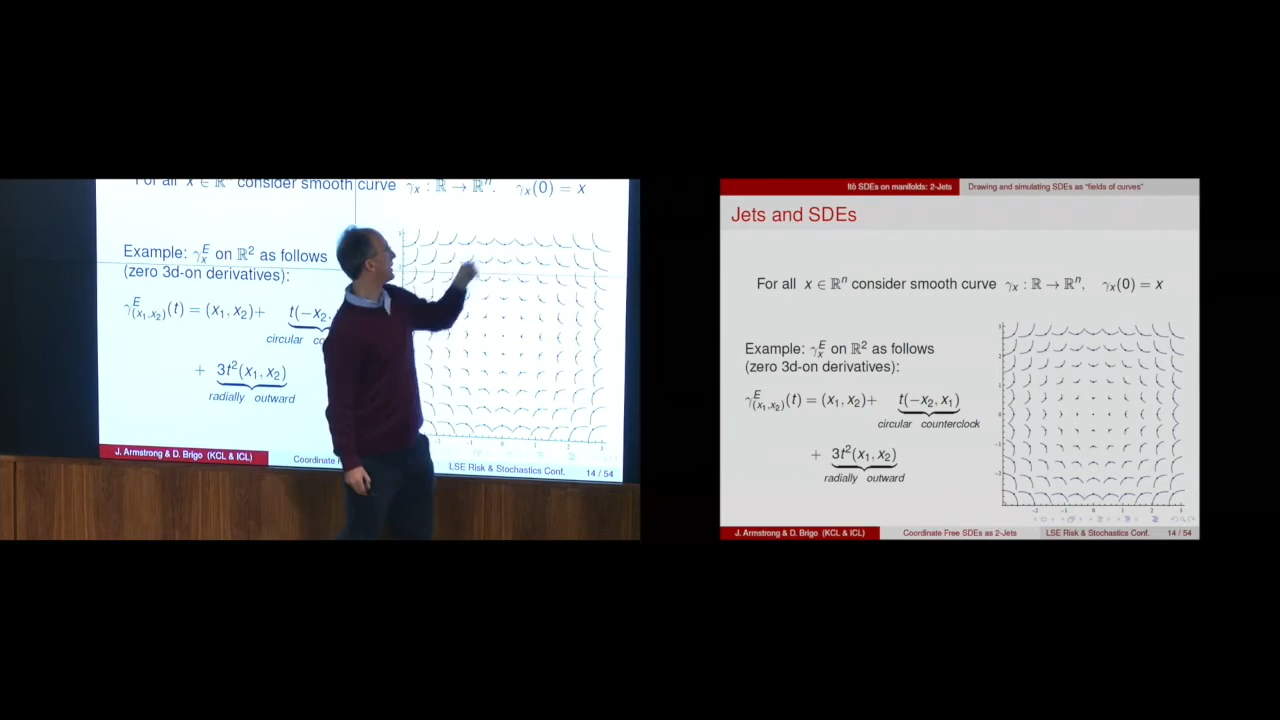 For all x ∈ ℝⁿ consider smooth curve γₓ : ℝ → ℝⁿ. γₓ(0) = x
Example: γₓᴱ on ℝ² as follows
(zero 3d-on derivatives):
γᴱ₍ₓ₁,ₓ₂₎(t) = (x₁, x₂)+ t(−x₂,
circular
+ 3t²(x₁, x₂)
radially outward
J. Armstrong & D. Brigo (KCL & ICL)
LSE Risk & Stochastics Conf. 14 / 54
Itô SDEs on manifolds: 2-Jets Drawing and simulating SDEs as “fields of curves”
Jets and SDEs
For all x ∈ ℝⁿ consider smooth curve γₓ : ℝ → ℝⁿ, γₓ(0) = x
Example: γₓᴱ on ℝ² as follows
(zero 3d-on derivatives):
γᴱ₍ₓ₁,ₓ₂₎(t) = (x₁, x₂)+ t(−x₂, x₁)
circular counterclock
+ 3t²(x₁, x₂)
radially outward
J. Armstrong & D. Brigo (KCL & ICL) Coordinate Free SDEs as 2-Jets LSE Risk & Stochastics Conf. 14 / 54